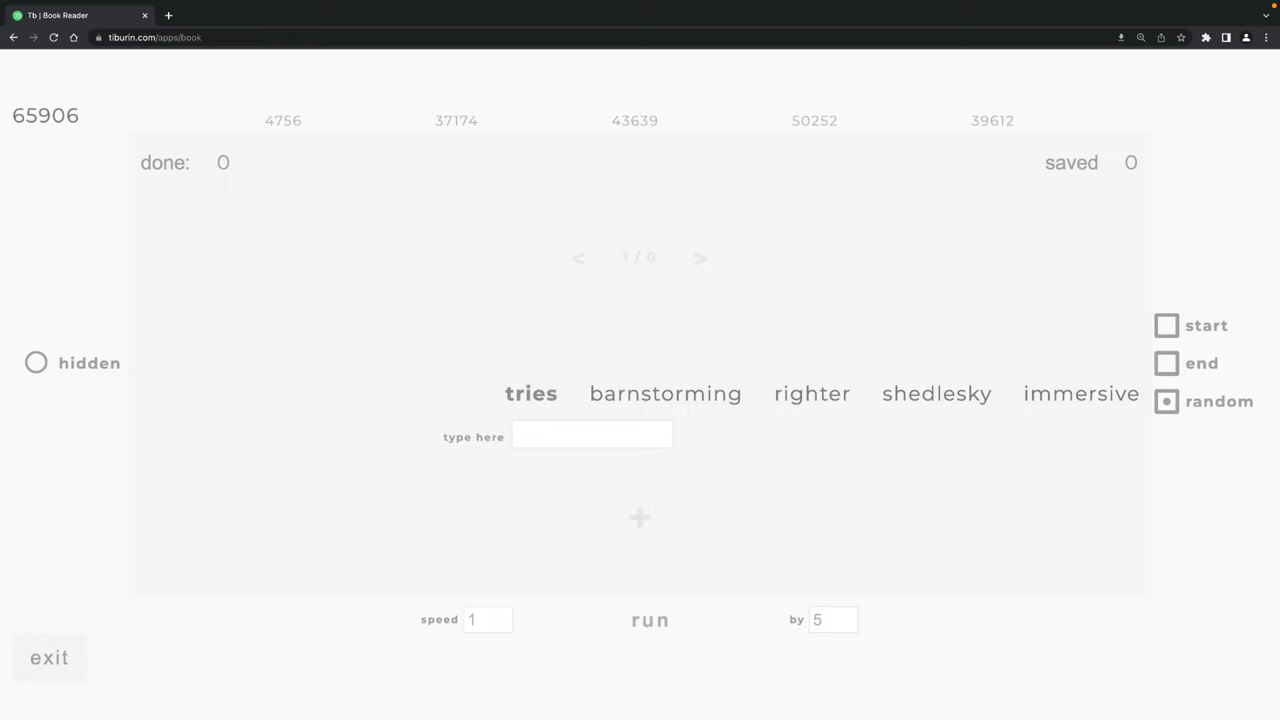 Tb | Book Reader
tiburin.com/apps/book
65906
4756 37174 43639 50252 39612
done: 0 saved 0
< 1 / 0 >
start
hidden end
tries barnstorming righter shedlesky immersive random
type here
+
speed 1 run by 5
exit